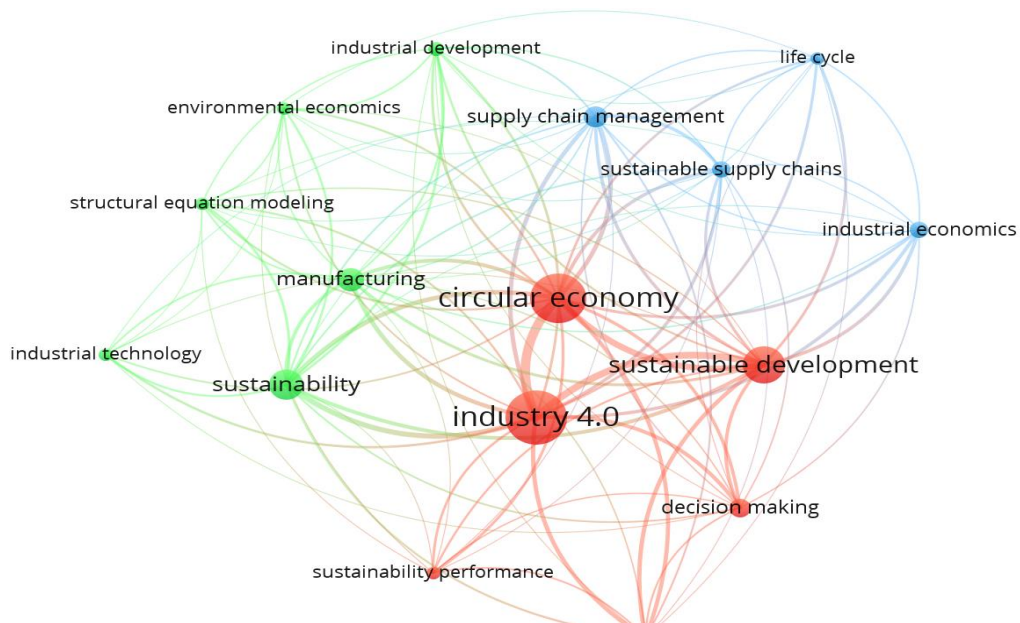 industrial development
life cycle
environmental economics
supply chain management
sustainable supply chains
structural equation modeling
industrial economics
manufacturing
circular economy
industrial technology
sustainable development
sustainability
industry 4.0
decision making
sustainability performance